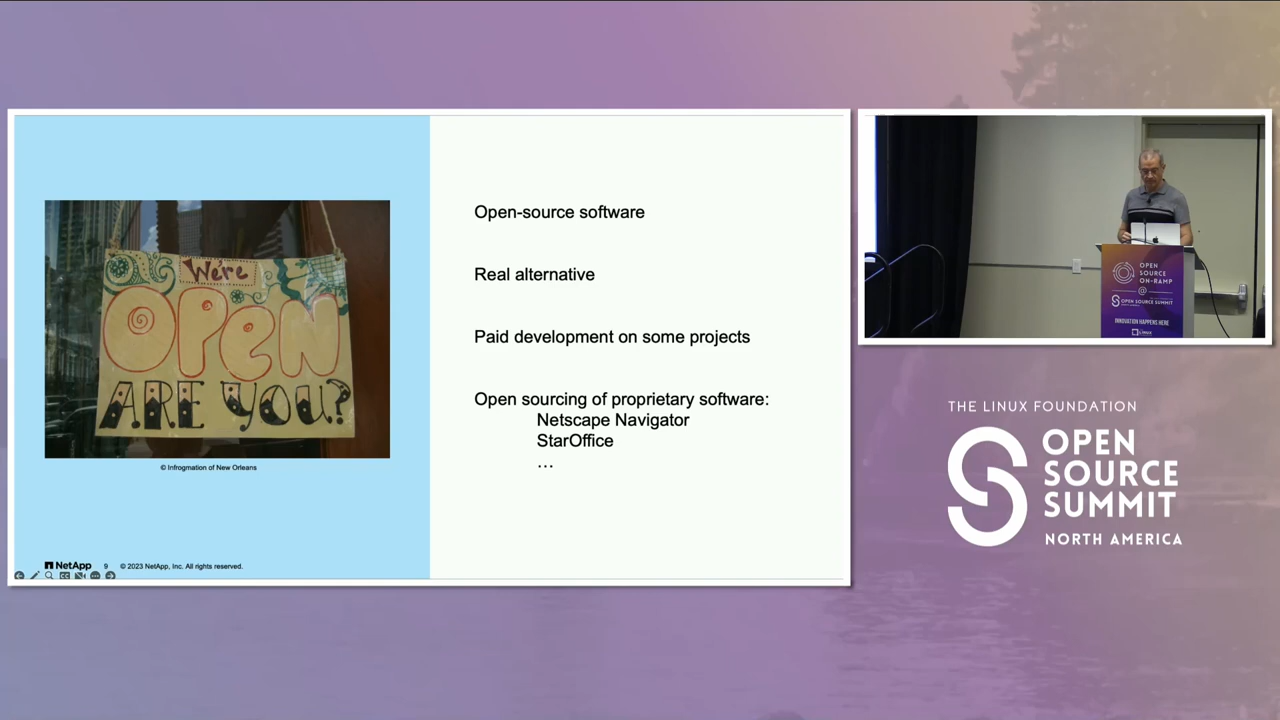 We're
OPEN
ARE YOU?
© Infrogmation of New Orleans
NetApp 9 © 2023 NetApp, Inc. All rights reserved.
Open-source software
Real alternative
Paid development on some projects
Open sourcing of proprietary software:
Netscape Navigator
StarOffice
...
OPEN
SOURCE
ON-RAMP
@
OPEN SOURCE SUMMIT
INNOVATION HAPPENS HERE
THE LINUX FOUNDATION
OPEN
SOURCE
SUMMIT
NORTH AMERICA